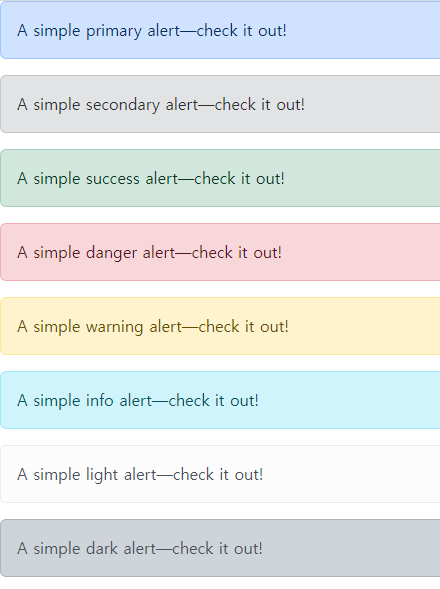 A simple primary alert—check it out!
A simple secondary alert—check it out!
A simple success alert—check it out!
A simple danger alert—check it out!
A simple warning alert—check it out!
A simple info alert—check it out!
A simple light alert—check it out!
A simple dark alert—check it out!